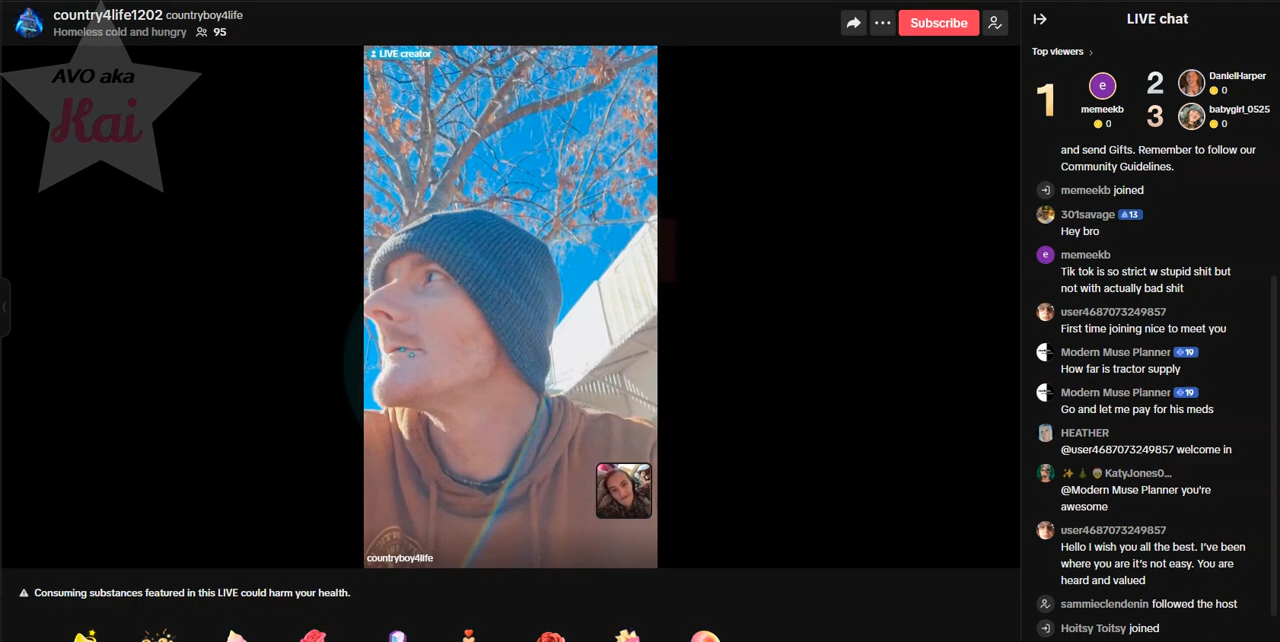 country4life1202 countryboy4life
Homeless cold and hungry 95
Subscribe
AVO aka
Kai
LIVE creator
countryboy4life
Consuming substances featured in this LIVE could harm your health.
LIVE chat
Top viewers
1
e
memeekb
0
2
DanielHarper
0
3
babygirl_0525
0
and send Gifts. Remember to follow our
Community Guidelines.
memeekb joined
301savage 13
Hey bro
e
memeekb
Tik tok is so strict w stupid shit but
not with actually bad shit
user4687073249857
First time joining nice to meet you
Modern Muse Planner 19
How far is tractor supply
Modern Muse Planner 19
Go and let me pay for his meds
HEATHER
@user4687073249857 welcome in
KatyJones0...
@Modern Muse Planner you're
awesome
user4687073249857
Hello I wish you all the best. I've been
where you are it's not easy. You are
heard and valued
sammieclendenin followed the host
Hoitsy Toitsy joined